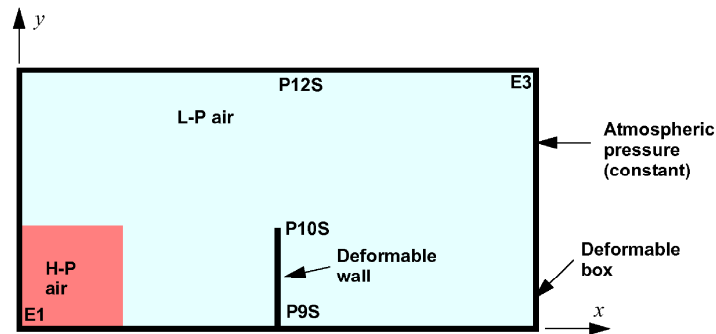 y
P12S
E3
L-P air
Atmospheric
pressure
(constant)
P10S
Deformable
wall
Deformable
box
H-P
air
E1
P9S
x